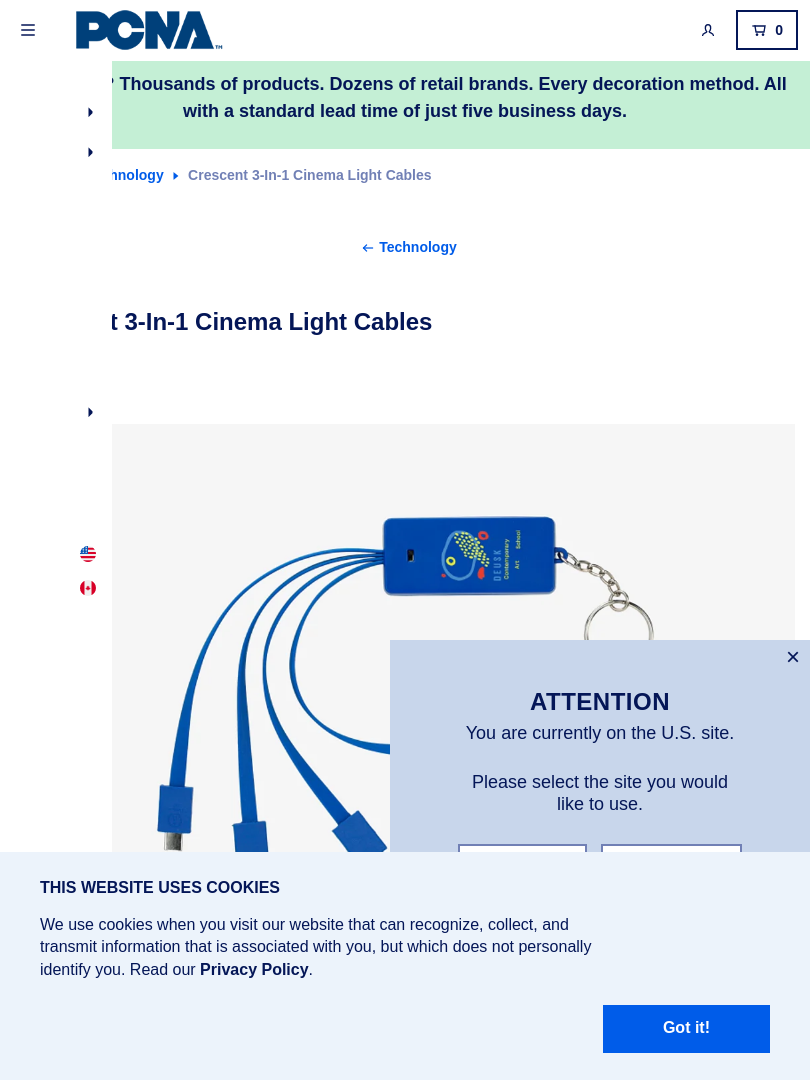 PCNA™
0
? Thousands of products. Dozens of retail brands. Every decoration method. All
with a standard lead time of just five business days.
hnology
Crescent 3-In-1 Cinema Light Cables
Technology
t 3-In-1 Cinema Light Cables
DEUSK
Contemporary
Art School
ATTENTION
You are currently on the U.S. site.
Please select the site you would
like to use.
THIS WEBSITE USES COOKIES
We use cookies when you visit our website that can recognize, collect, and
transmit information that is associated with you, but which does not personally
identify you. Read our Privacy Policy.
Got it!